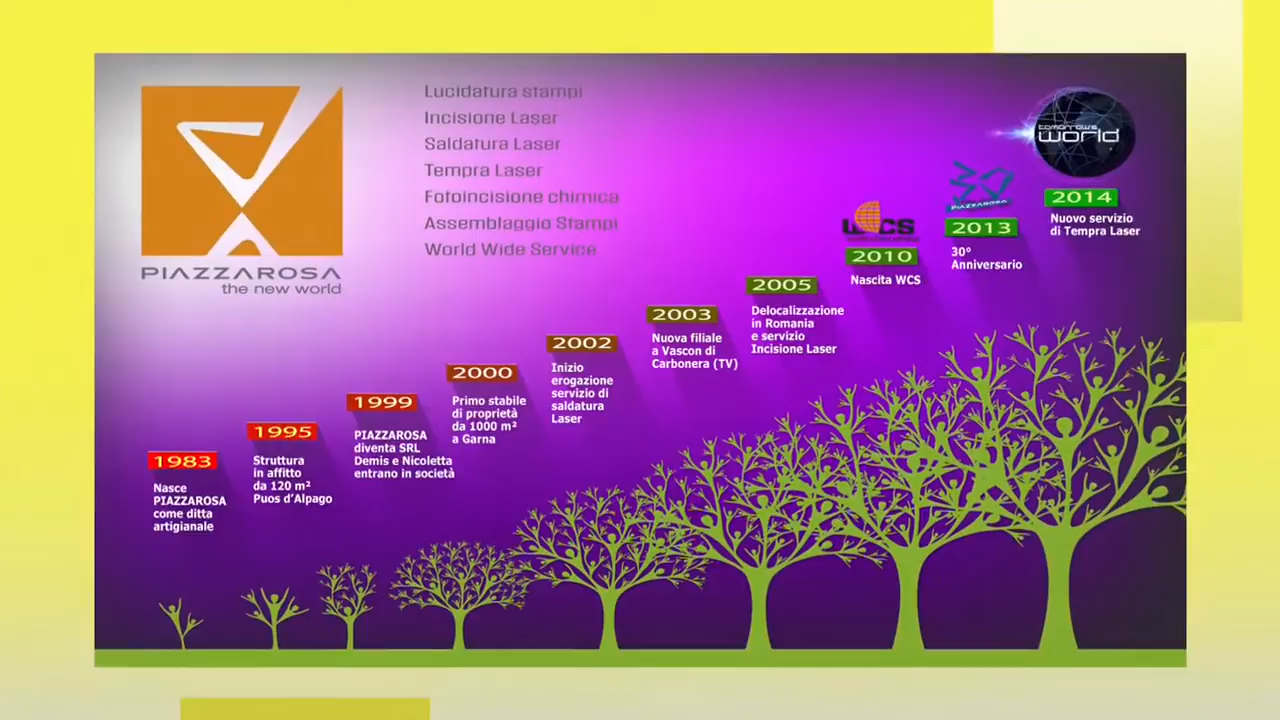 PIAZZAROSA
the new world
Lucidatura stampi
Incisione Laser
Saldatura Laser
Tempra Laser
Fotoincisione chimica
Assemblaggio Stampi
World Wide Service
1983
Nasce
PIAZZAROSA
come ditta
artigianale
1995
Struttura
in affitto
da 120 m²
Puos d'Alpago
1999
PIAZZAROSA
diventa SRL
Demis e Nicoletta
entrano in società
2000
Primo stabile
di proprietà
da 1000 m²
a Garna
2002
Inizio
erogazione
servizio di
saldatura
Laser
2003
Nuova filiale
a Vascon di
Carbonera (TV)
2005
Delocalizzazione
in Romania
e servizio
Incisione Laser
WCS
2010
Nascita WCS
30
PIAZZAROSA
2013
30°
Anniversario
tomorrow's
world
2014
Nuovo servizio
di Tempra Laser